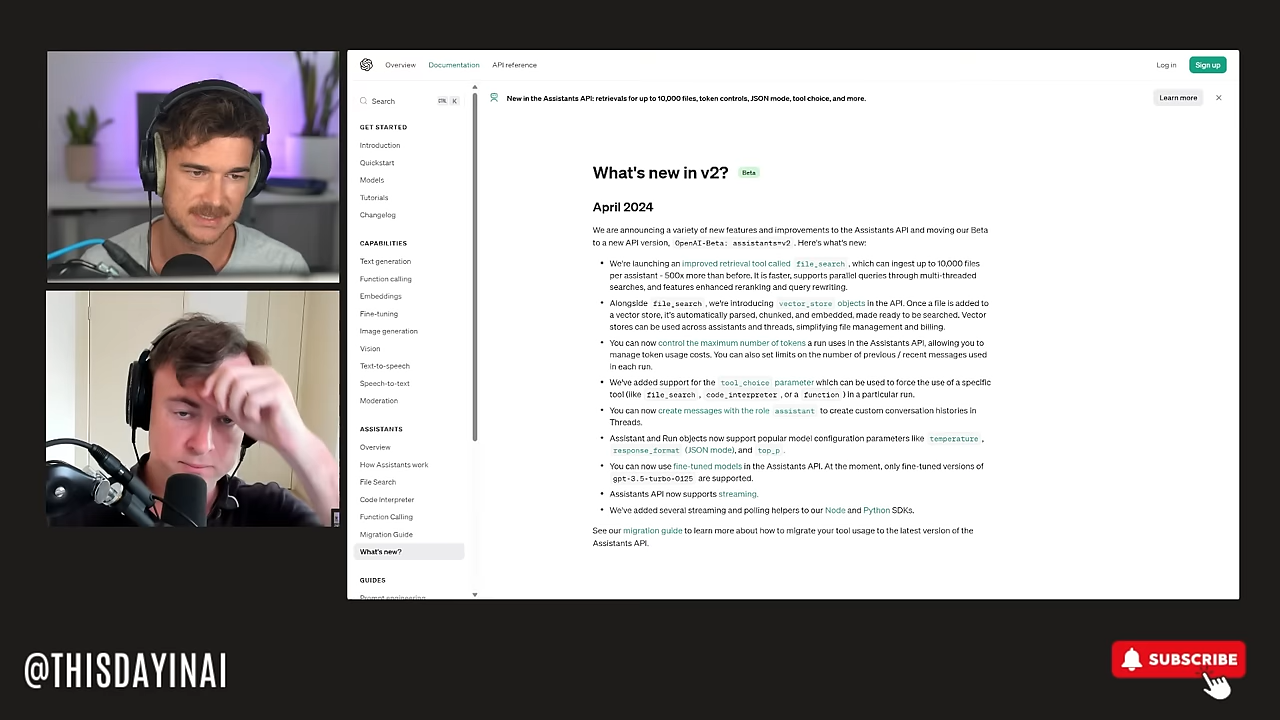 Overview
Documentation
API reference
Log in
Sign up
Search
CTRL K
New in the Assistants API: retrievals for up to 10,000 files, token controls, JSON mode, tool choice, and more.
Learn more
GET STARTED
Introduction
Quickstart
Models
Tutorials
Changelog
CAPABILITIES
Text generation
Function calling
Embeddings
Fine-tuning
Image generation
Vision
Text-to-speech
Speech-to-text
Moderation
ASSISTANTS
Overview
How Assistants work
File Search
Code Interpreter
Function Calling
Migration Guide
What's new?
GUIDES
Prompt engineering
What's new in v2? Beta
April 2024
We are announcing a variety of new features and improvements to the Assistants API and moving our Beta
to a new API version, OpenAI-Beta: assistants=v2 . Here's what's new:
• We're launching an improved retrieval tool called file_search , which can ingest up to 10,000 files
per assistant - 500x more than before. It is faster, supports parallel queries through multi-threaded
searches, and features enhanced reranking and query rewriting.
• Alongside file_search , we're introducing vector_store objects in the API. Once a file is added to
a vector store, it's automatically parsed, chunked, and embedded, made ready to be searched. Vector
stores can be used across assistants and threads, simplifying file management and billing.
• You can now control the maximum number of tokens a run uses in the Assistants API, allowing you to
manage token usage costs. You can also set limits on the number of previous / recent messages used
in each run.
• We've added support for the tool_choice parameter which can be used to force the use of a specific
tool (like file_search , code_interpreter , or a function ) in a particular run.
• You can now create messages with the role assistant to create custom conversation histories in
Threads.
• Assistant and Run objects now support popular model configuration parameters like temperature ,
response_format (JSON mode), and top_p .
• You can now use fine-tuned models in the Assistants API. At the moment, only fine-tuned versions of
gpt-3.5-turbo-0125 are supported.
• Assistants API now supports streaming.
• We've added several streaming and polling helpers to our Node and Python SDKs.
See our migration guide to learn more about how to migrate your tool usage to the latest version of the
Assistants API.
@THISDAYINAI
SUBSCRIBE